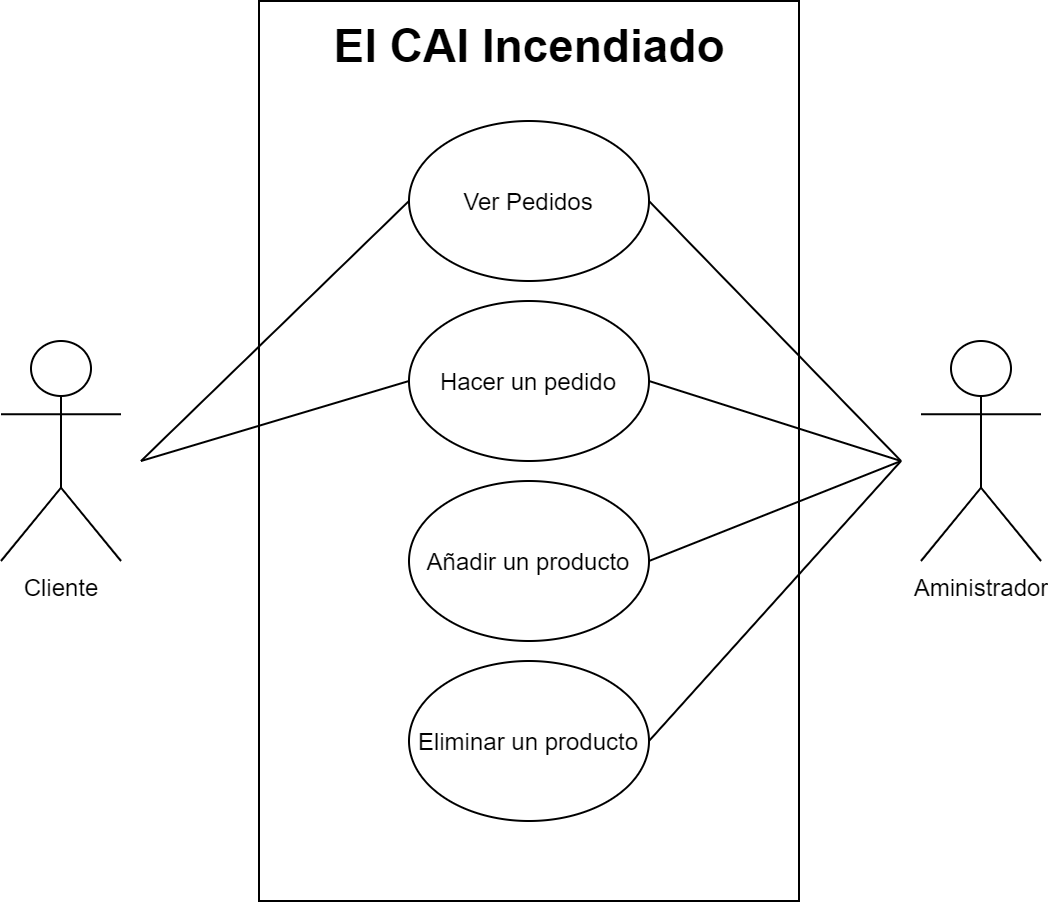 El CAI Incendiado
Ver Pedidos
Hacer un pedido
Añadir un producto
Cliente
Aministrador
Eliminar un producto